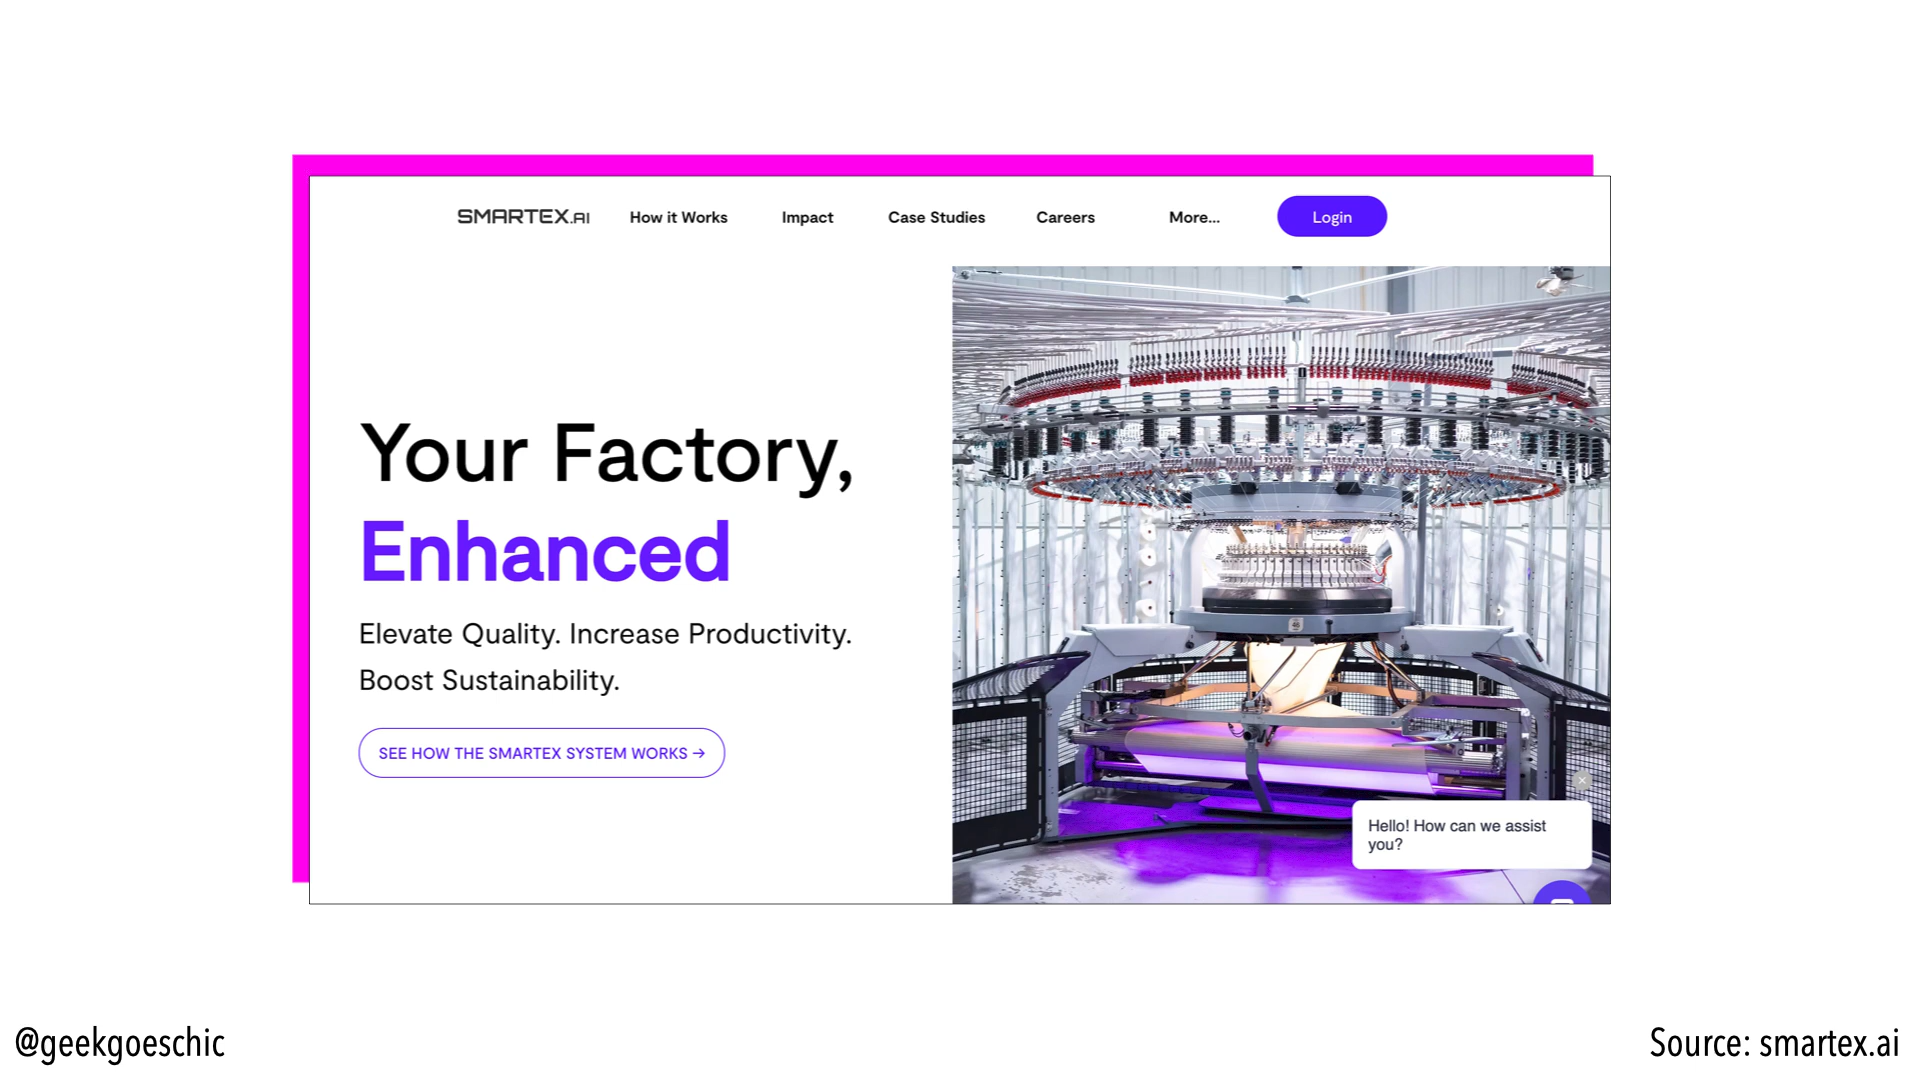 SMARTEX.AI
How it Works
Impact
Case Studies
Careers
More...
Login
Your Factory,
Enhanced
Elevate Quality. Increase Productivity.
Boost Sustainability.
SEE HOW THE SMARTEX SYSTEM WORKS →
Hello! How can we assist
you?
@geekgoeschic
Source: smartex.ai